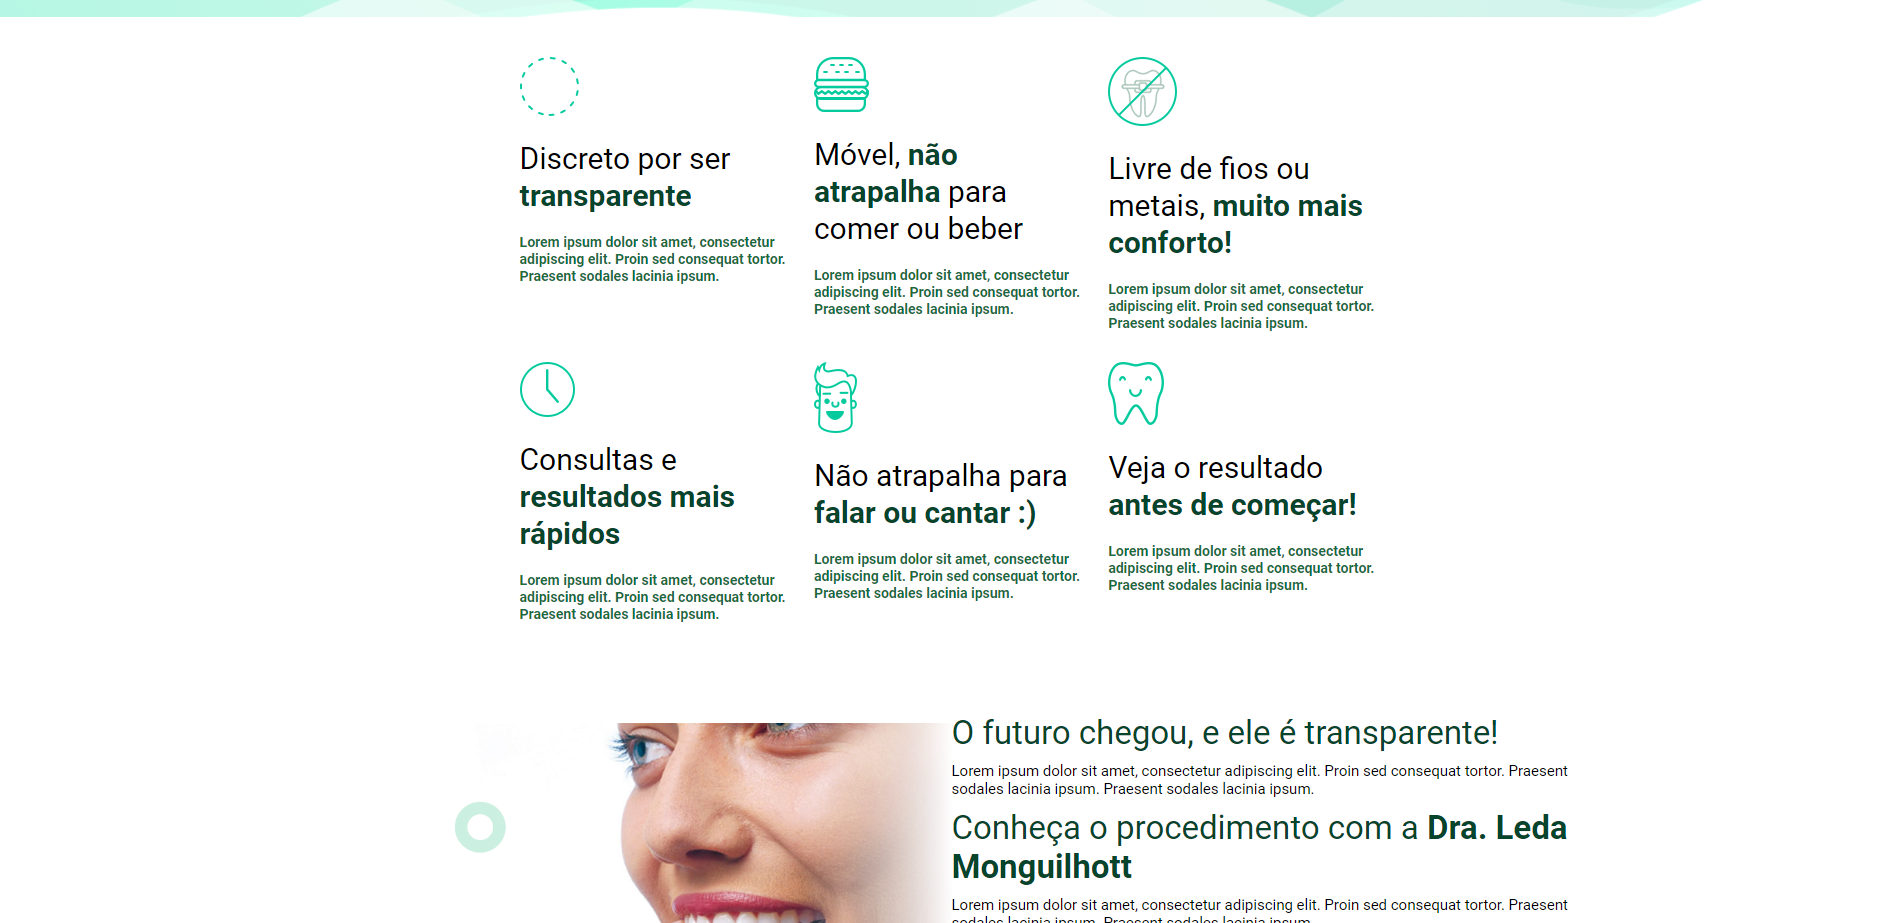 Discreto por ser
transparente
Lorem ipsum dolor sit amet, consectetur
adipiscing elit. Proin sed consequat tortor.
Praesent sodales lacinia ipsum.
Móvel, não
atrapalha para
comer ou beber
Lorem ipsum dolor sit amet, consectetur
adipiscing elit. Proin sed consequat tortor.
Praesent sodales lacinia ipsum.
Livre de fios ou
metais, muito mais
conforto!
Lorem ipsum dolor sit amet, consectetur
adipiscing elit. Proin sed consequat tortor.
Praesent sodales lacinia ipsum.
Consultas e
resultados mais
rápidos
Lorem ipsum dolor sit amet, consectetur
adipiscing elit. Proin sed consequat tortor.
Praesent sodales lacinia ipsum.
Não atrapalha para
falar ou cantar :)
Lorem ipsum dolor sit amet, consectetur
adipiscing elit. Proin sed consequat tortor.
Praesent sodales lacinia ipsum.
Veja o resultado
antes de começar!
Lorem ipsum dolor sit amet, consectetur
adipiscing elit. Proin sed consequat tortor.
Praesent sodales lacinia ipsum.
O futuro chegou, e ele é transparente!
Lorem ipsum dolor sit amet, consectetur adipiscing elit. Proin sed consequat tortor. Praesent
sodales lacinia ipsum. Praesent sodales lacinia ipsum.
Conheça o procedimento com a Dra. Leda
Monguilhott
Lorem ipsum dolor sit amet, consectetur adipiscing elit. Proin sed consequat tortor. Praesent
sodales lacinia ipsum. Praesent sodales lacinia ipsum.